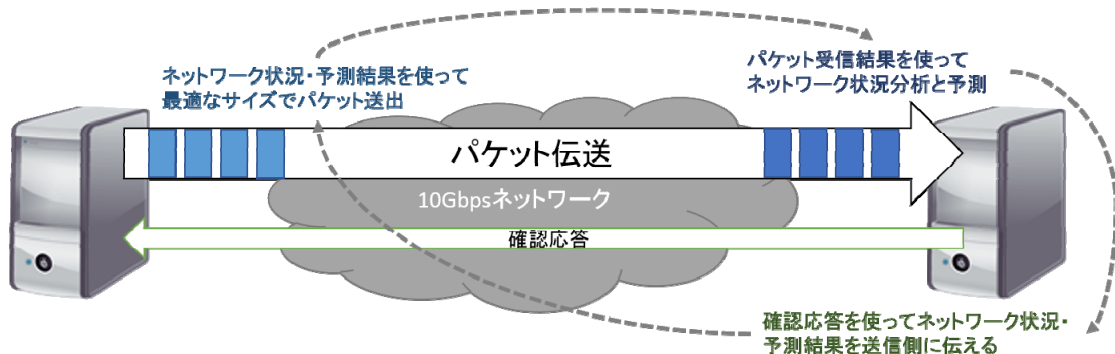 ネットワーク状況・予測結果を使って
最適なサイズでパケット送出
パケット受信結果を使って
ネットワーク状況分析と予測
パケット伝送
10Gbpsネットワーク
確認応答
確認応答を使ってネットワーク状況・
予測結果を送信側に伝える